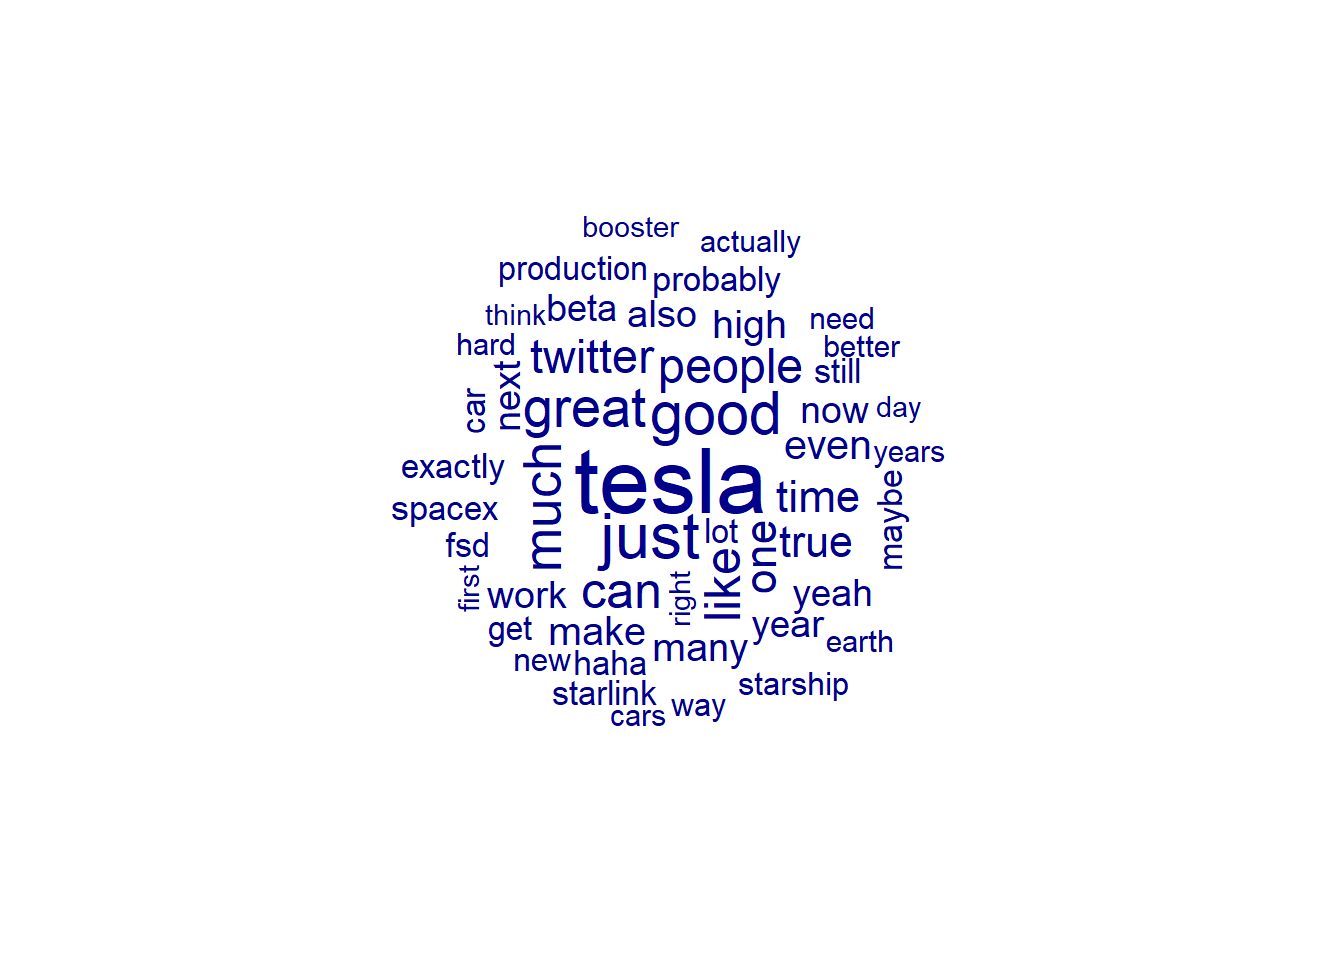 booster
actually
production
probably
think
beta
also
high
need
hard
twitter
people
better
still
car
next
great
good
now
day
even
years
exactly
much
tesla
time
maybe
spacex
just
lot
one
true
fsd
like
first
work
can
right
yeah
get
make
many
year
earth
new
haha
starlink
starship
cars
way